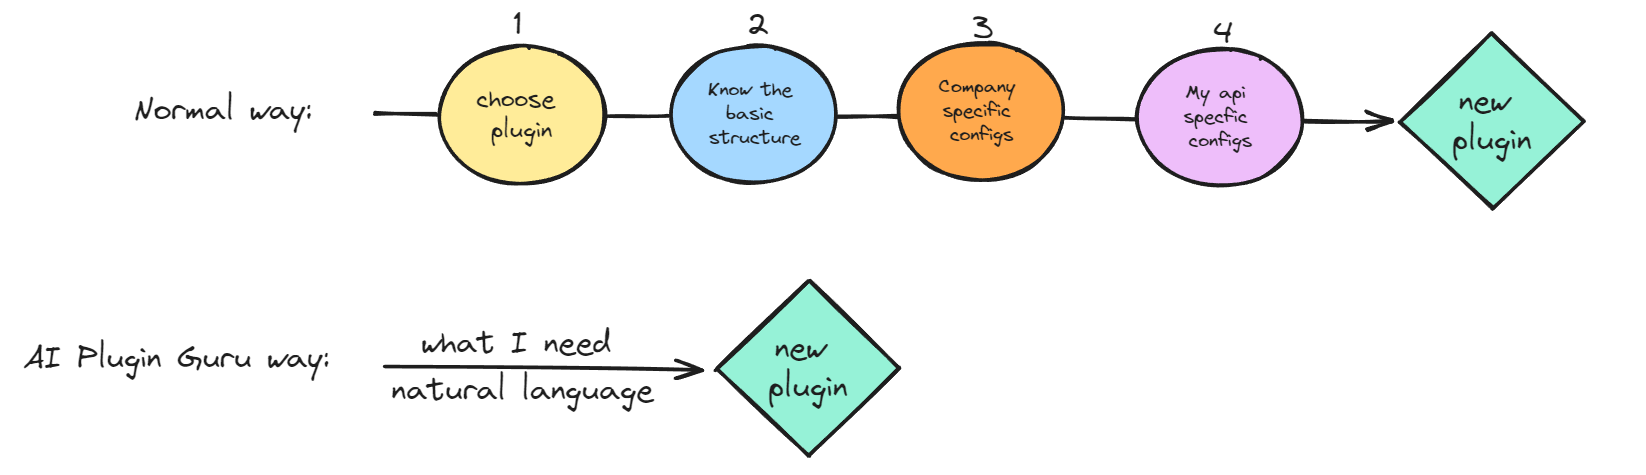 1
2
3
4
Normal way:
choose
plugin
Know the
basic
structure
Company
specific
configs
My api
specfic
configs
new
plugin
AI Plugin Guru way:
what I need
natural language
new
plugin